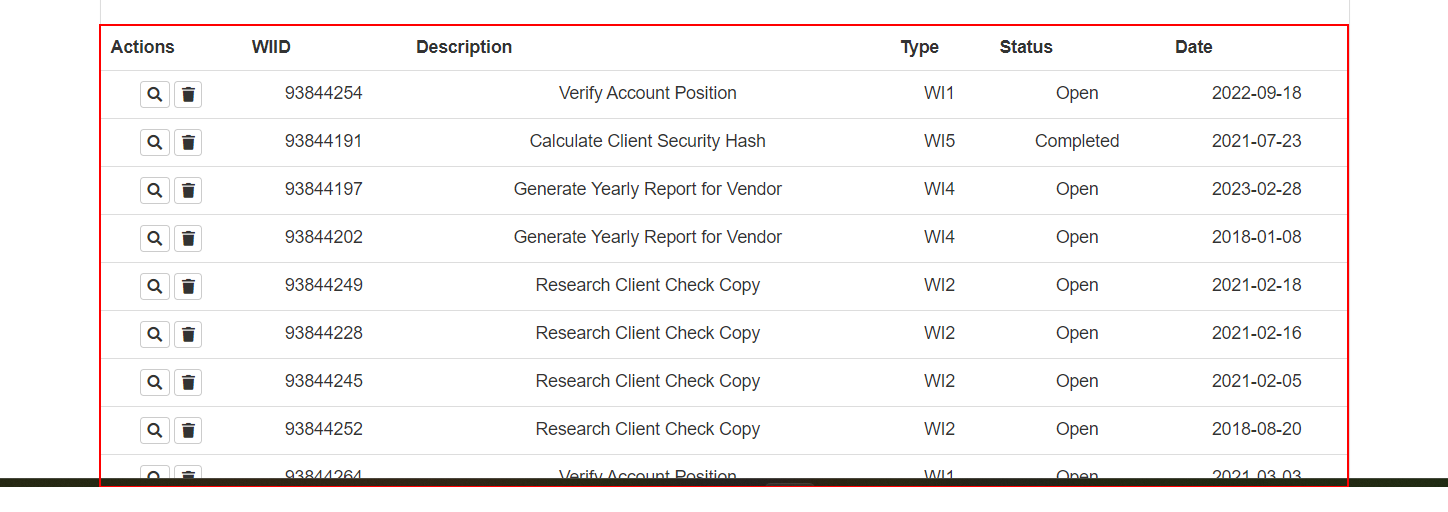 Actions WIID Description Type Status Date
93844254 Verify Account Position WI1 Open 2022-09-18
93844191 Calculate Client Security Hash WI5 Completed 2021-07-23
93844197 Generate Yearly Report for Vendor WI4 Open 2023-02-28
93844202 Generate Yearly Report for Vendor WI4 Open 2018-01-08
93844249 Research Client Check Copy WI2 Open 2021-02-18
93844228 Research Client Check Copy WI2 Open 2021-02-16
93844245 Research Client Check Copy WI2 Open 2021-02-05
93844252 Research Client Check Copy WI2 Open 2018-08-20
93844264 Verify Account Position WI1 Open 2021-03-03